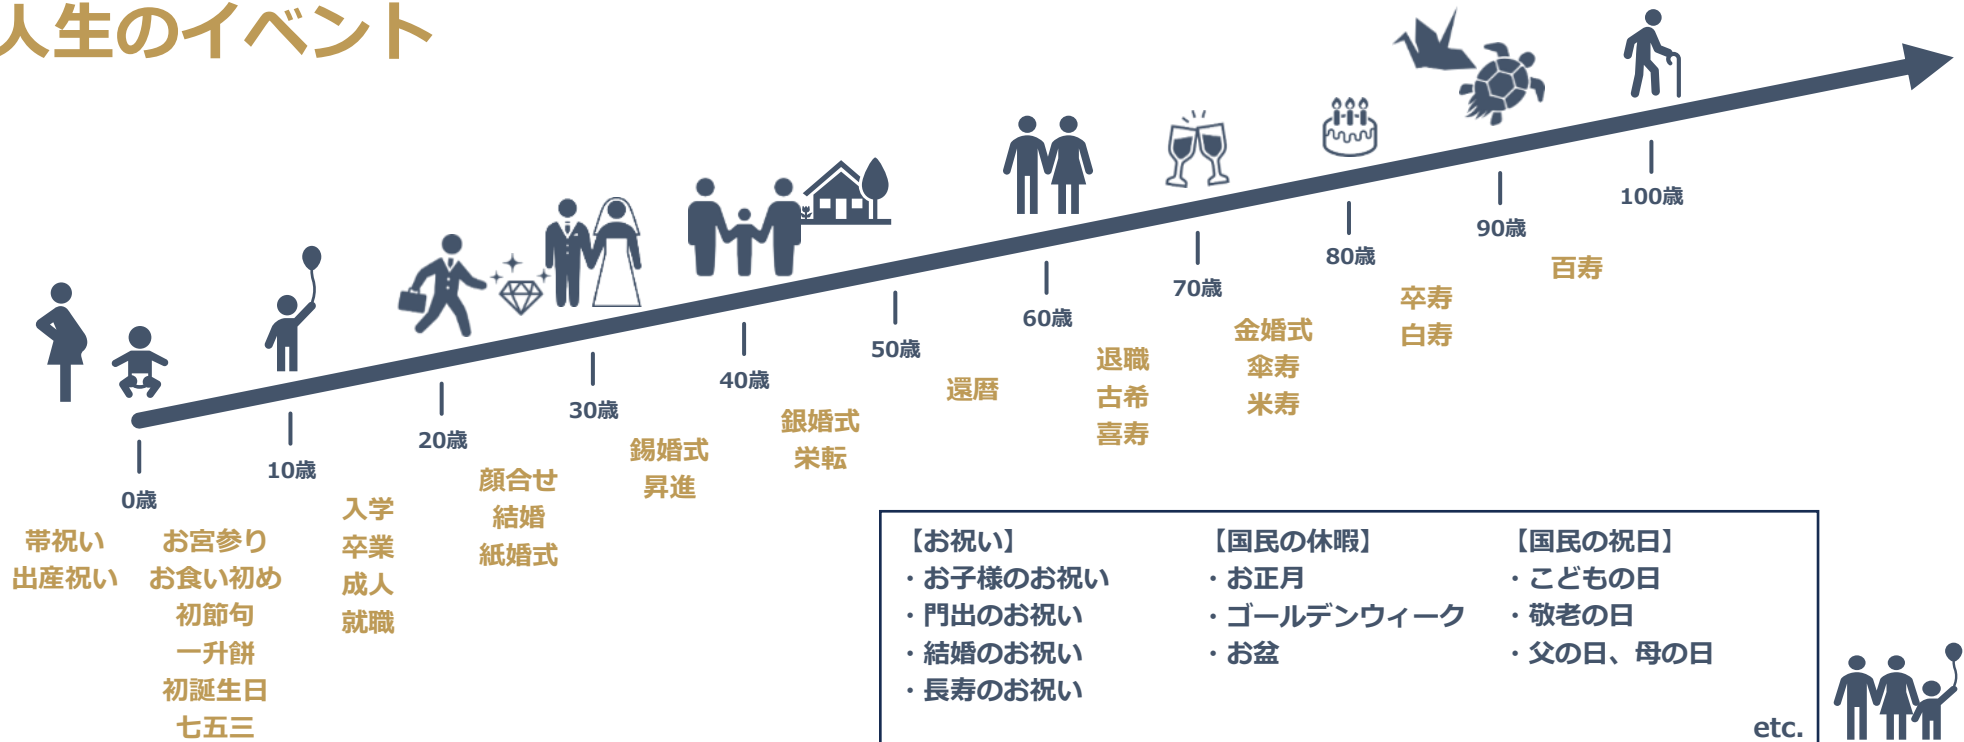 人生のイベント
0歳
10歳
20歳
30歳
40歳
50歳
60歳
70歳
80歳
90歳
100歳
帯祝い
出産祝い
お宮参り
お食い初め
初節句
一升餅
初誕生日
七五三
入学
卒業
成人
就職
顔合せ
結婚
紙婚式
錫婚式
昇進
銀婚式
栄転
還暦
退職
古希
喜寿
金婚式
傘寿
米寿
卒寿
白寿
百寿
【お祝い】
・お子様のお祝い
・門出のお祝い
・結婚のお祝い
・長寿のお祝い
【国民の休暇】
・お正月
・ゴールデンウィーク
・お盆
【国民の祝日】
・こどもの日
・敬老の日
・父の日、母の日
etc.